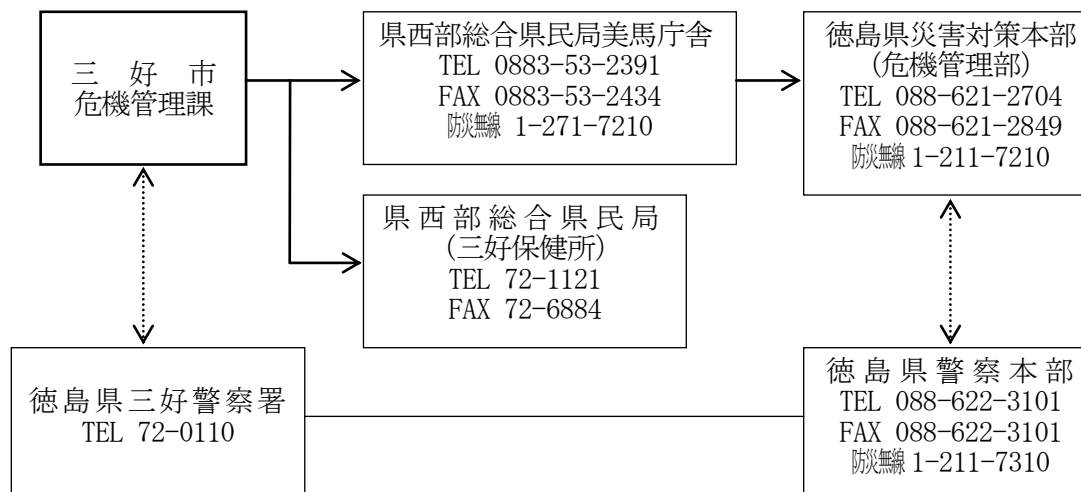 三好市
危機管理課
県西部総合県民局美馬庁舎
TEL 0883-53-2391
FAX 0883-53-2434
防災無線 1-271-7210
徳島県災害対策本部
(危機管理部)
TEL 088-621-2704
FAX 088-621-2849
防災無線 1-211-7210
県西部総合県民局
(三好保健所)
TEL 72-1121
FAX 72-6884
徳島県三好警察署
TEL 72-0110
徳島県警察本部
TEL 088-622-3101
FAX 088-622-3101
防災無線 1-211-7310